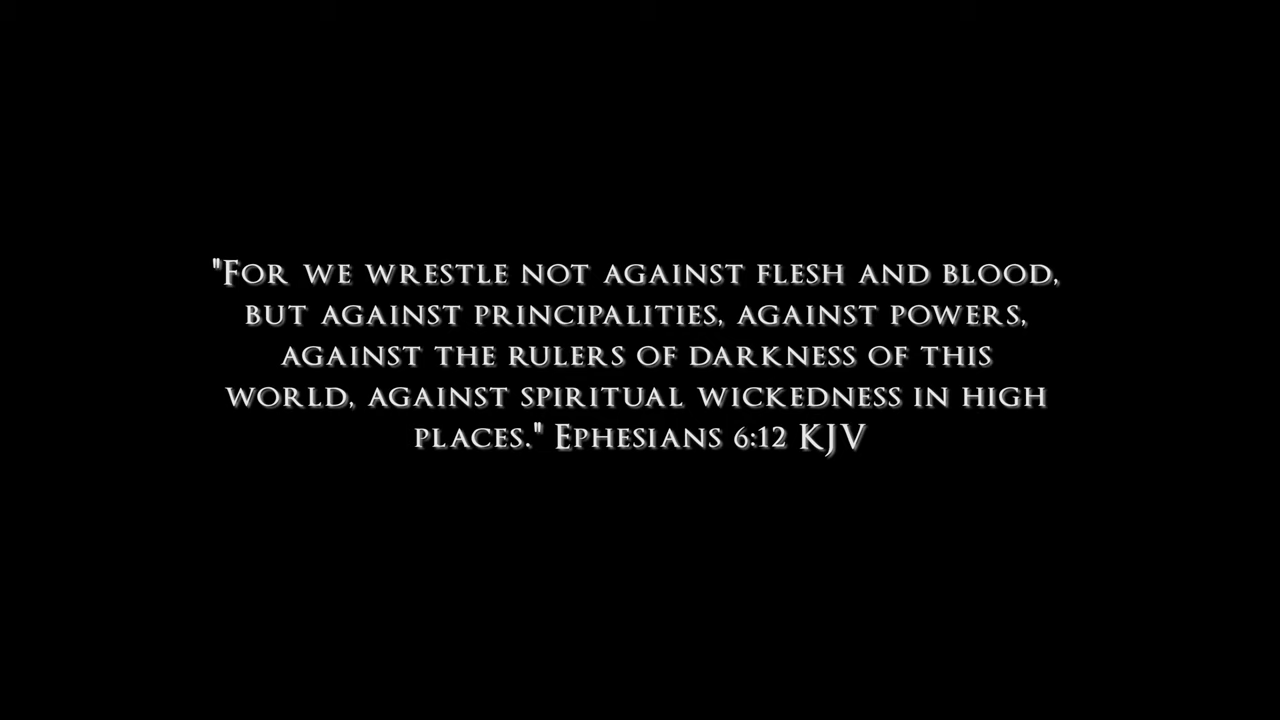 "For we wrestle not against flesh and blood,
but against principalities, against powers,
against the rulers of darkness of this
world, against spiritual wickedness in high
places." Ephesians 6:12 KJV